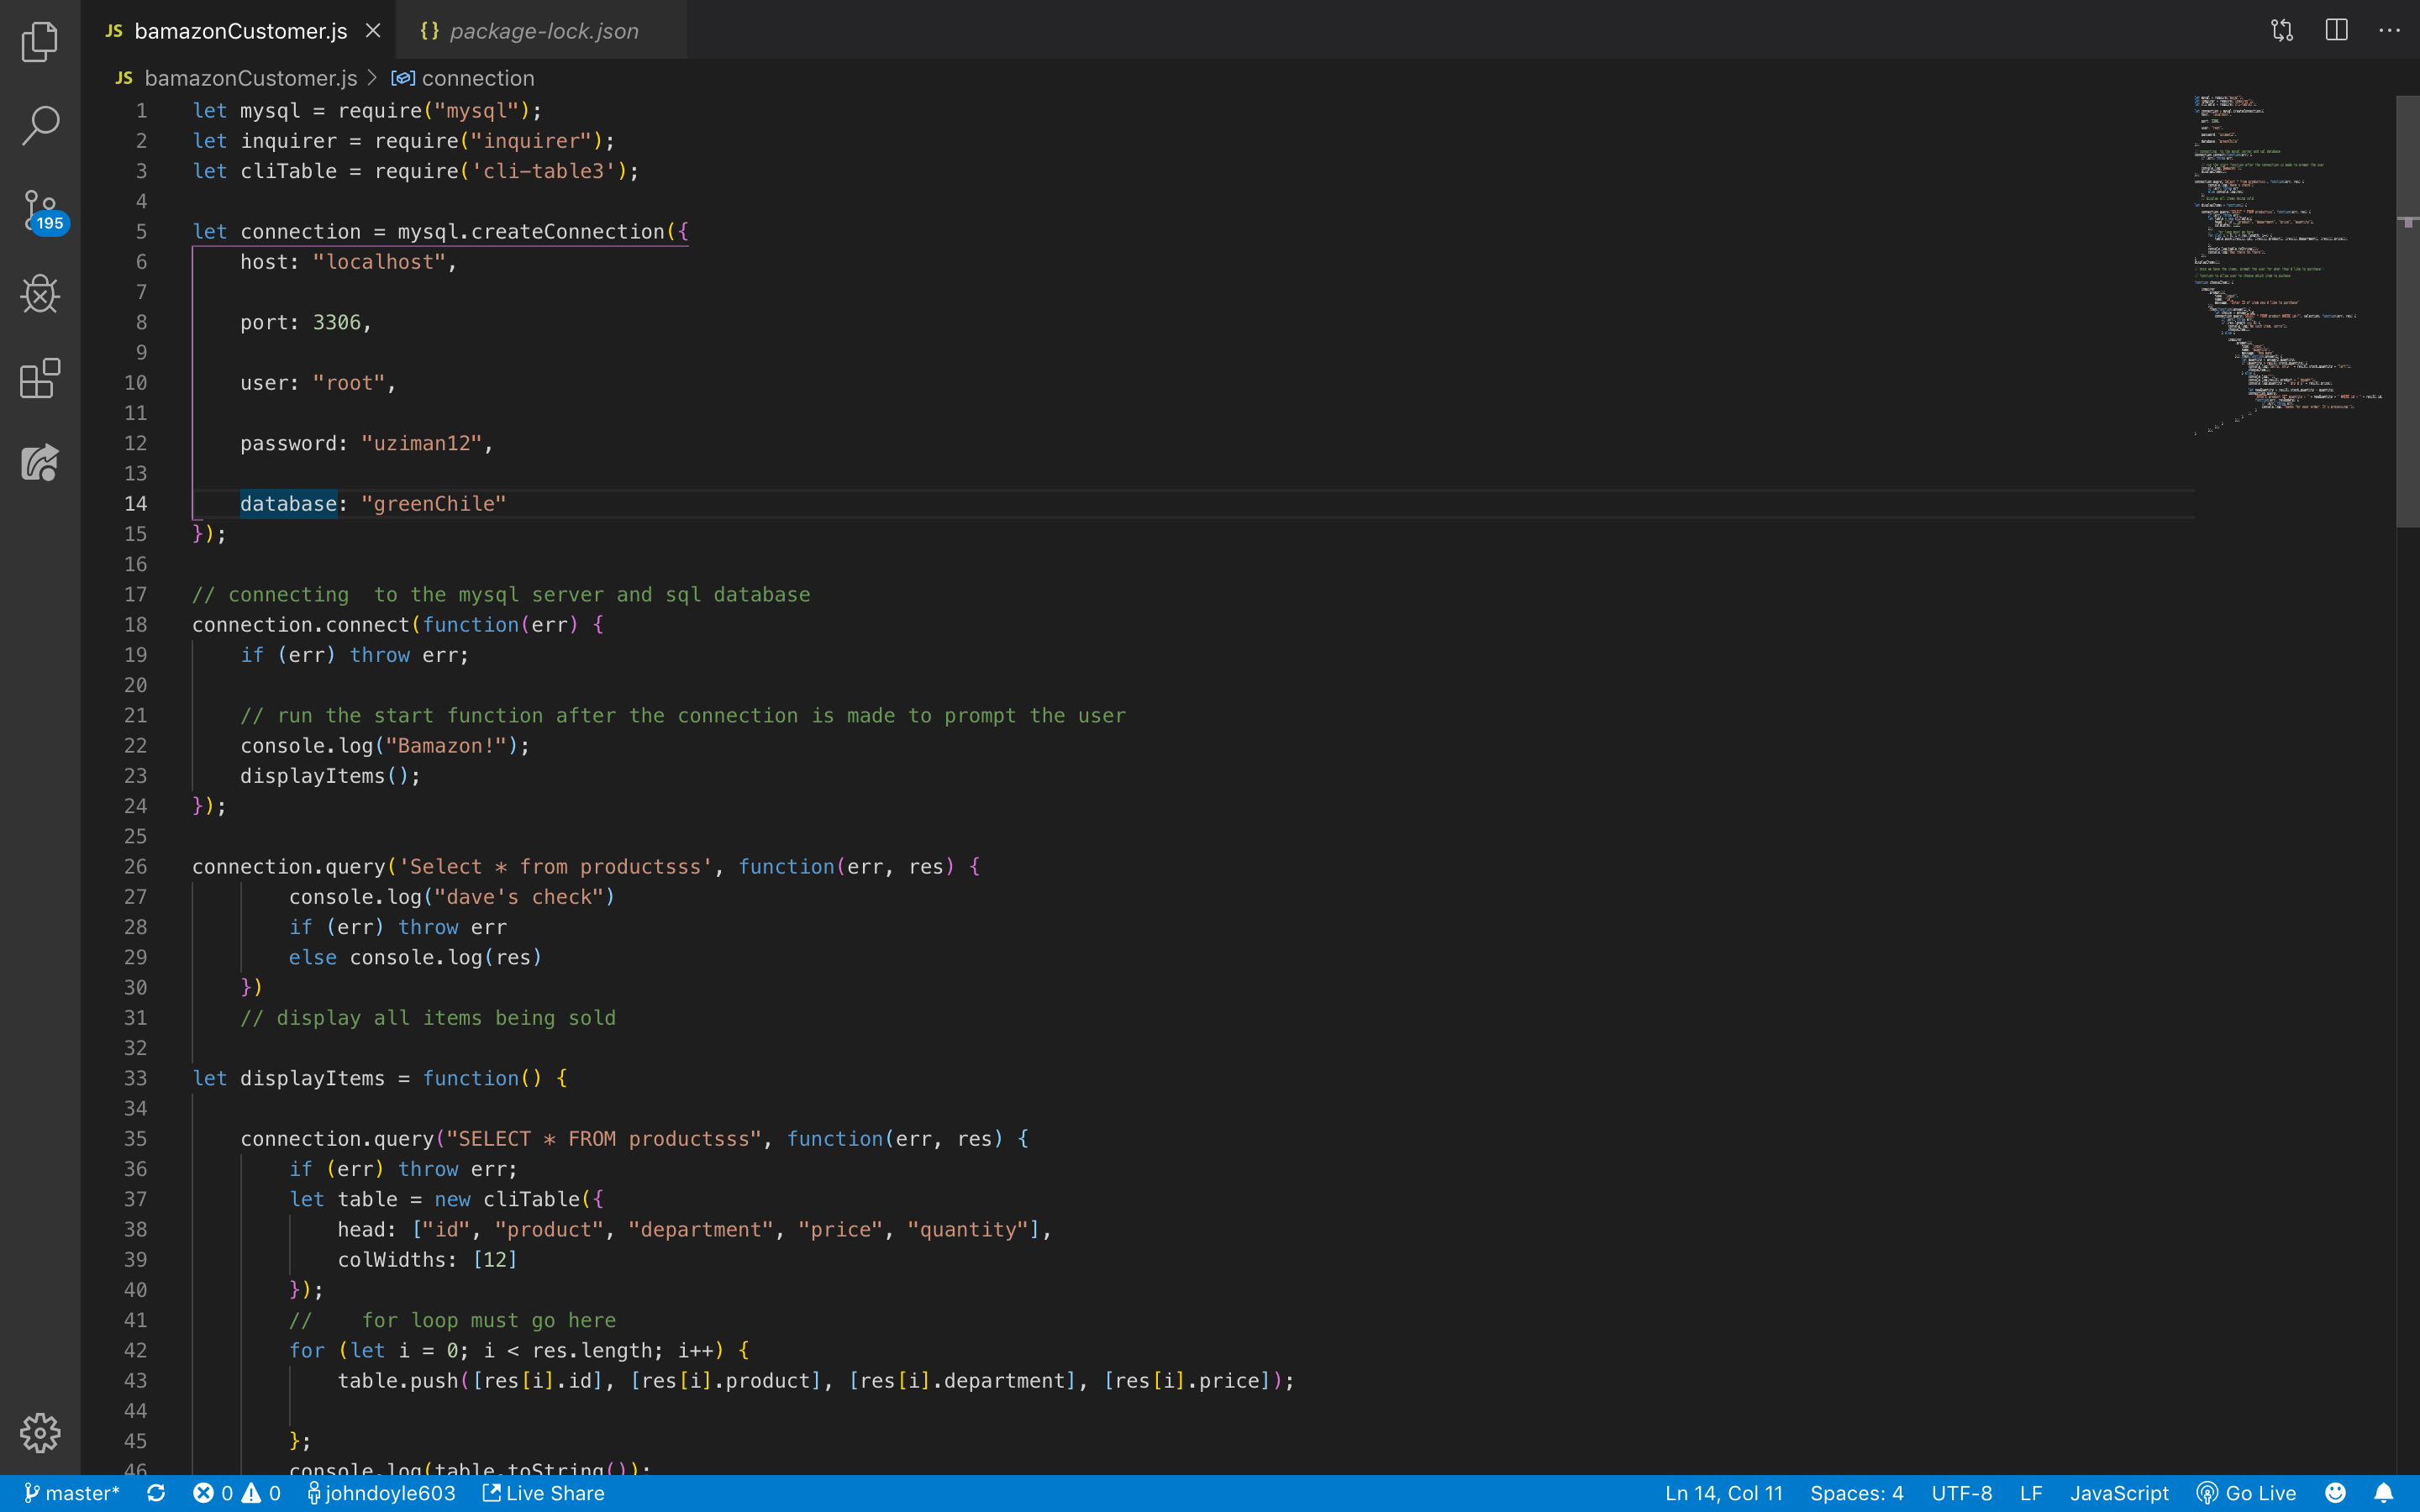 JS bamazonCustomer.js × {} package-lock.json
JS bamazonCustomer.js > connection
195
1 let mysql = require("mysql");
2 let inquirer = require("inquirer");
3 let cliTable = require('cli-table3');
4
5 let connection = mysql.createConnection({
6 host: "localhost",
7
8 port: 3306,
9
10 user: "root",
11
12 password: "uziman12",
13
14 database: "greenChile"
15 });
16
17 // connecting  to the mysql server and sql database
18 connection.connect(function(err) {
19 if (err) throw err;
20
21 // run the start function after the connection is made to prompt the user
22 console.log("Bamazon!");
23 displayItems();
24 });
25
26 connection.query('Select * from productsss', function(err, res) {
27 console.log("dave's check")
28 if (err) throw err
29 else console.log(res)
30 })
31 // display all items being sold
32
33 let displayItems = function() {
34
35 connection.query("SELECT * FROM productsss", function(err, res) {
36 if (err) throw err;
37 let table = new cliTable({
38 head: ["id", "product", "department", "price", "quantity"],
39 colWidths: [12]
40 });
41 //    for loop must go here
42 for (let i = 0; i < res.length; i++) {
43 table.push([res[i].id], [res[i].product], [res[i].department], [res[i].price]);
44
45 };
46 console.log(table.toString());
master* 0 0 johndoyle603 Live Share Ln 14, Col 11 Spaces: 4 UTF-8 LF JavaScript Go Live